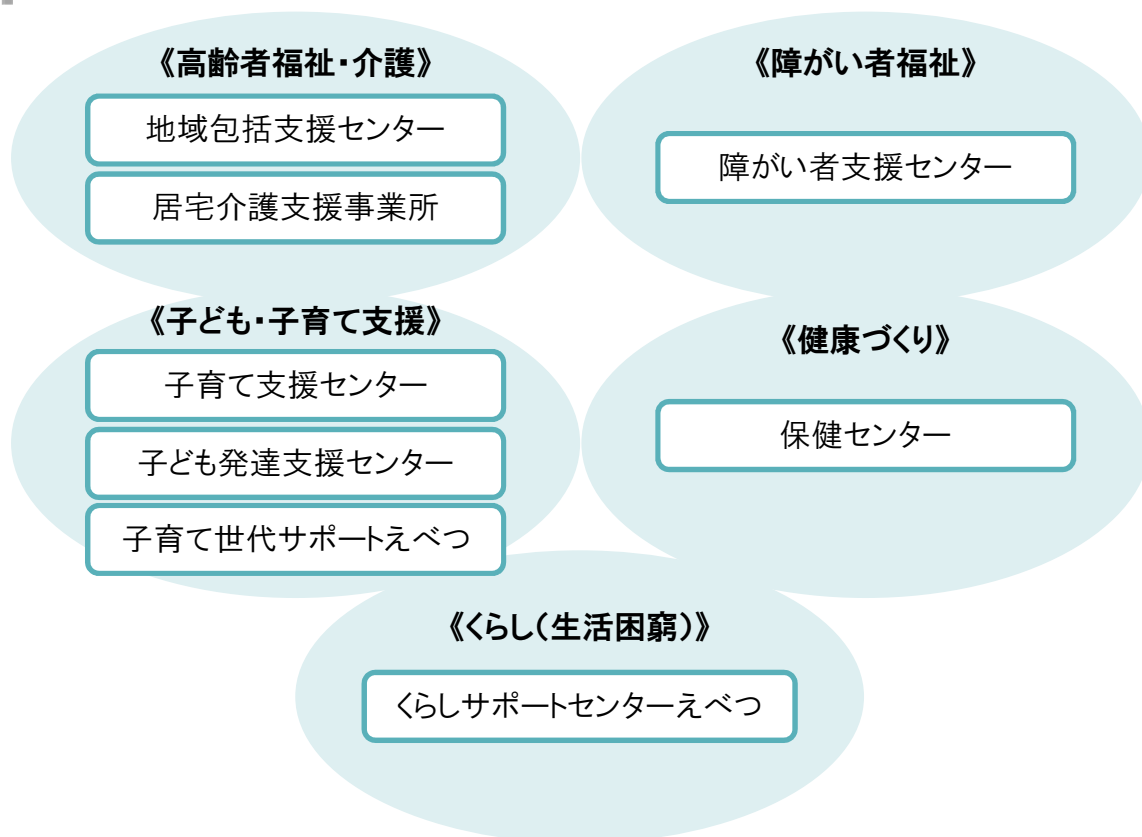 《高齢者福祉・介護》
地域包括支援センター
居宅介護支援事業所
《障がい者福祉》
障がい者支援センター
《子ども・子育て支援》
子育て支援センター
子ども発達支援センター
子育て世代サポートえべつ
《健康づくり》
保健センター
《くらし（生活困窮）》
くらしサポートセンターえべつ